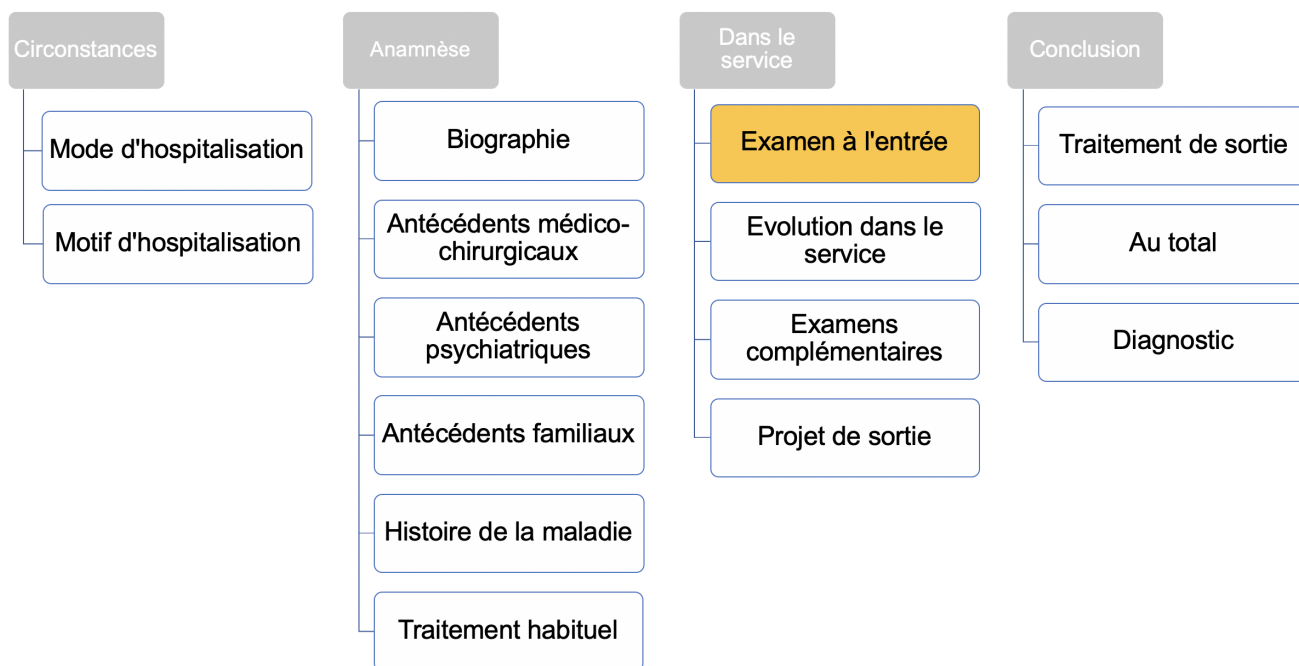 Circonstances
Mode d'hospitalisation
Motif d'hospitalisation
Anamnèse
Biographie
Antécédents médico-
chirurgicaux
Antécédents
psychiatriques
Antécédents familiaux
Histoire de la maladie
Traitement habituel
Dans le
service
Examen à l'entrée
Evolution dans le
service
Examens
complémentaires
Projet de sortie
Conclusion
Traitement de sortie
Au total
Diagnostic